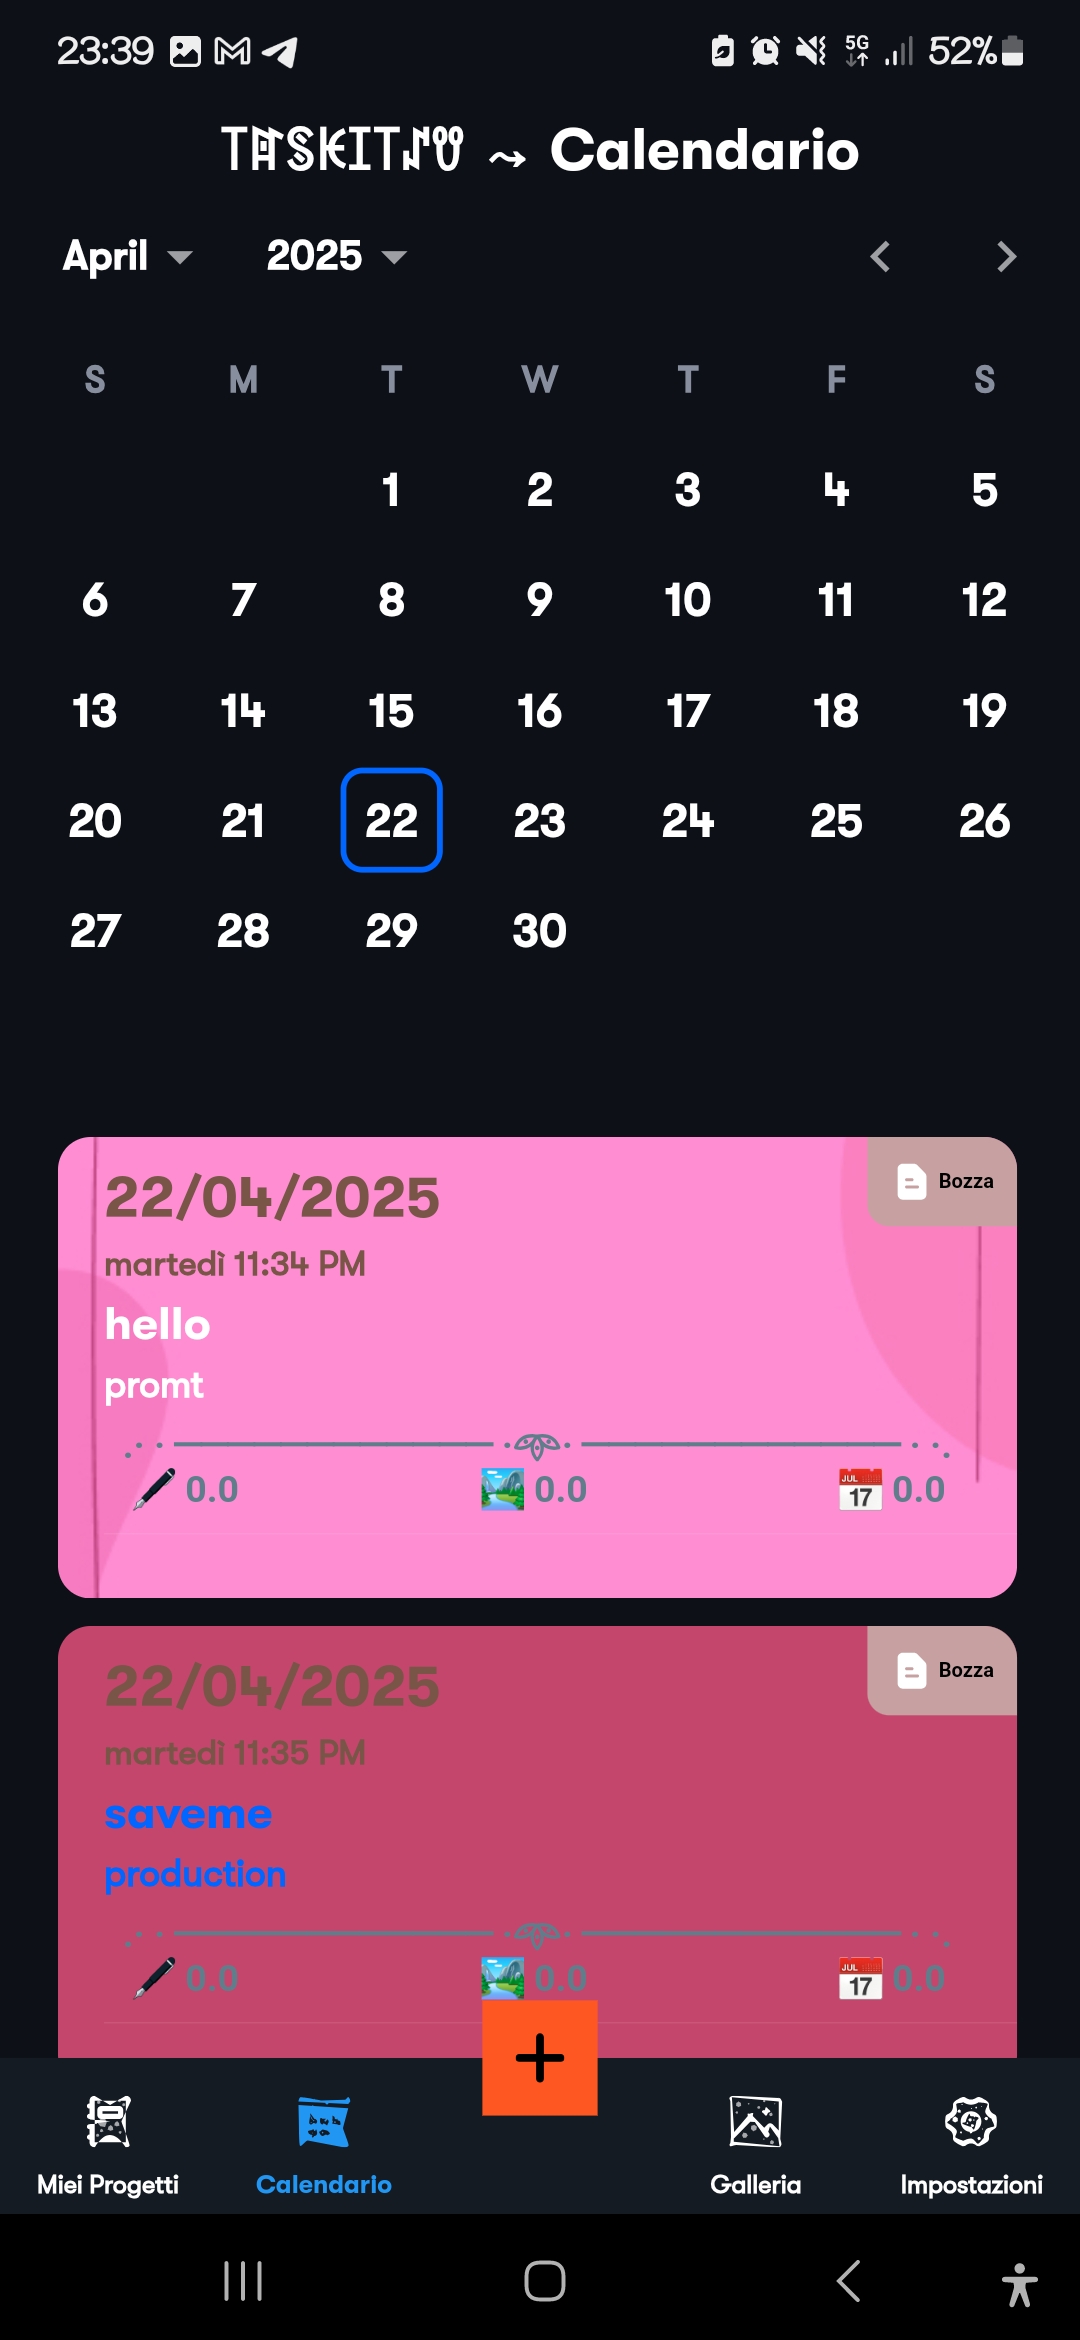 23:39 5G 52%
Calendario
April 2025
S M T W T F S
1 2 3 4 5
6 7 8 9 10 11 12
13 14 15 16 17 18 19
20 21 22 23 24 25 26
27 28 29 30
22/04/2025
Bozza
martedì 11:34 PM
hello
promt
0.0 JUL 17 0.0 0.0
22/04/2025
Bozza
martedì 11:35 PM
saveme
production
0.0 0.0 JUL 17 0.0
Miei Progetti Calendario Galleria Impostazioni